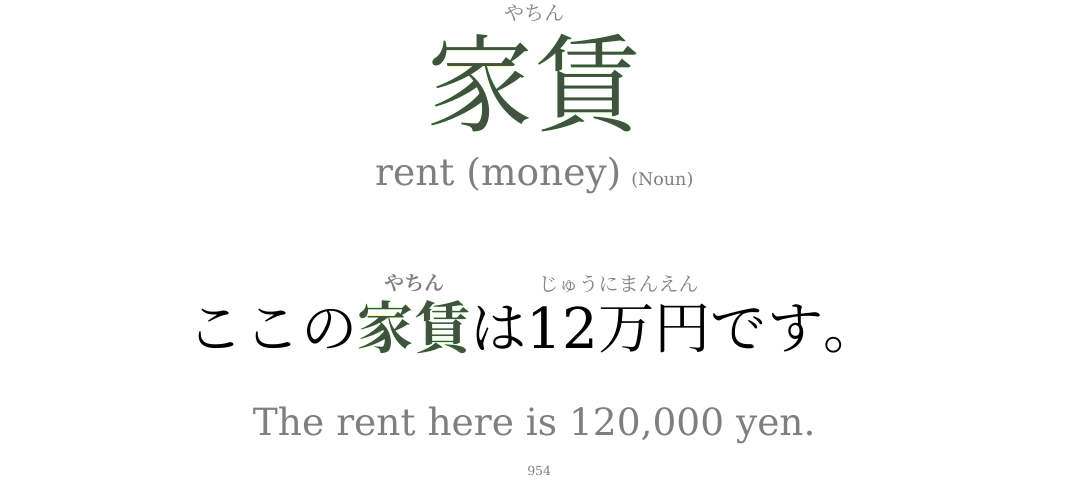 やちん
家賃
rent (money) (Noun)
やちん じゅうにまんえん
ここの家賃は12万円です。
The rent here is 120,000 yen.
954